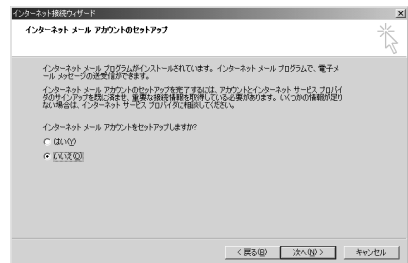 インターネット接続ウィザード
インターネット メール アカウントのセットアップ
インターネット メール プログラムがインストールされています。インターネット メール プログラムで、電子メ
ール メッセージの送受信ができます。
インターネット メール アカウントのセットアップを完了するには、アカウントとインターネット サービス プロバイ
ダのサインアップを既に済ませ、重要な接続情報を取得している必要があります。いくつかの情報が足り
ない場合は、インターネット サービス プロバイダに相談してください。
インターネット メール アカウントをセットアップしますか?
はい(Y)
いいえ(O)
< 戻る(B)
次へ(N) >
キャンセル